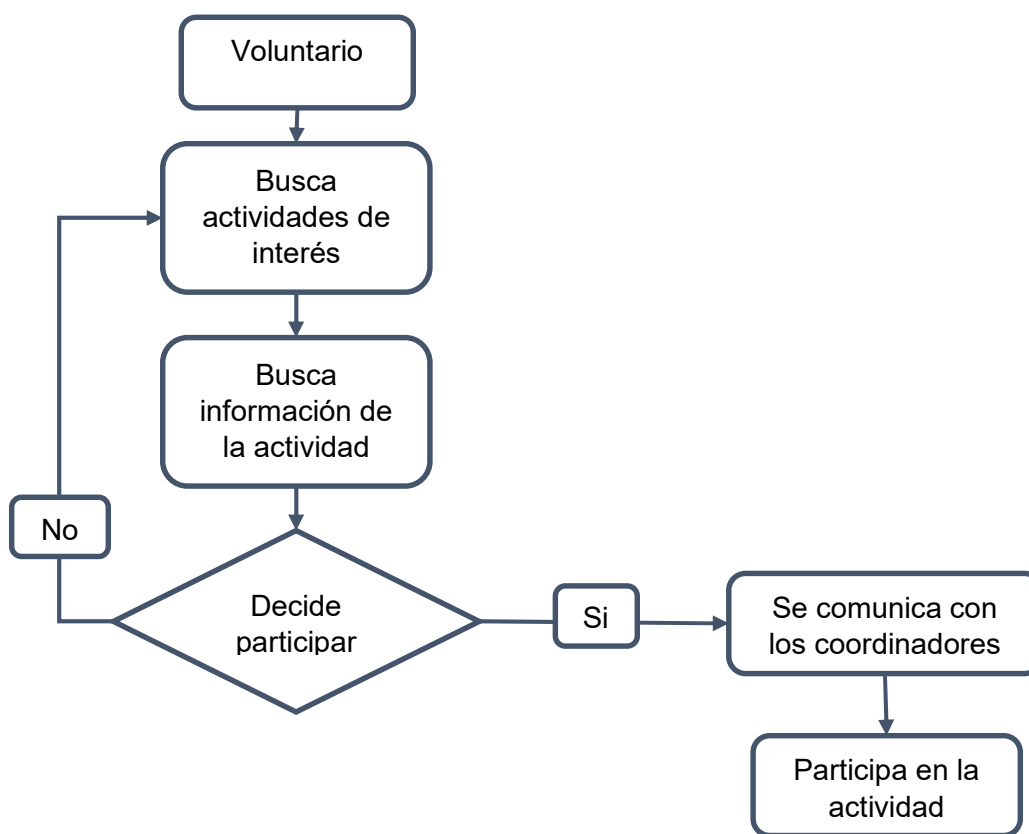 Voluntario
Busca
actividades de
interés
Busca
información de
la actividad
No
Decide
participar
Si
Se comunica con
los coordinadores
Participa en la
actividad